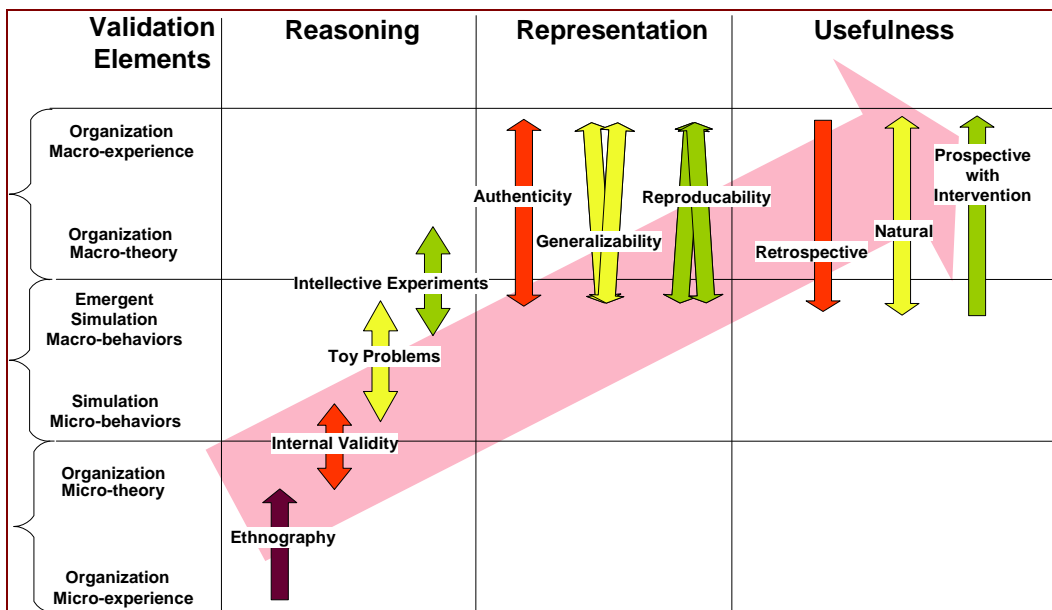 Validation
Elements
Reasoning
Representation
Usefulness
Organization
Macro-experience
Organization
Macro-theory
Emergent
Simulation
Macro-behaviors
Simulation
Micro-behaviors
Organization
Micro-theory
Organization
Micro-experience
Ethnography
Internal Validity
Toy Problems
Intellective Experiments
Authenticity
Generalizability
Reproducability
Retrospective
Natural
Prospective
with
Intervention